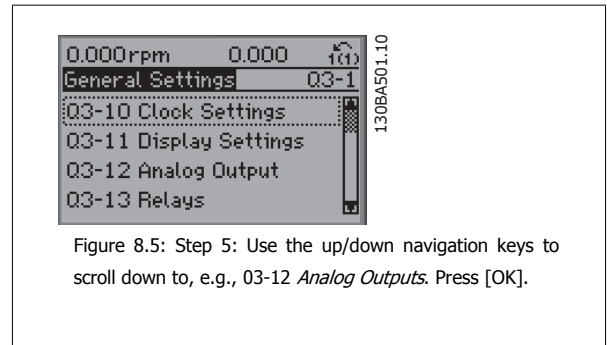 0.000rpm 0.000 1(1)
General Settings Q3-1
Q3-10 Clock Settings
Q3-11 Display Settings
Q3-12 Analog Output
Q3-13 Relays
130BA501.10
Figure 8.5: Step 5: Use the up/down navigation keys to
scroll down to, e.g., 03-12 Analog Outputs. Press [OK].